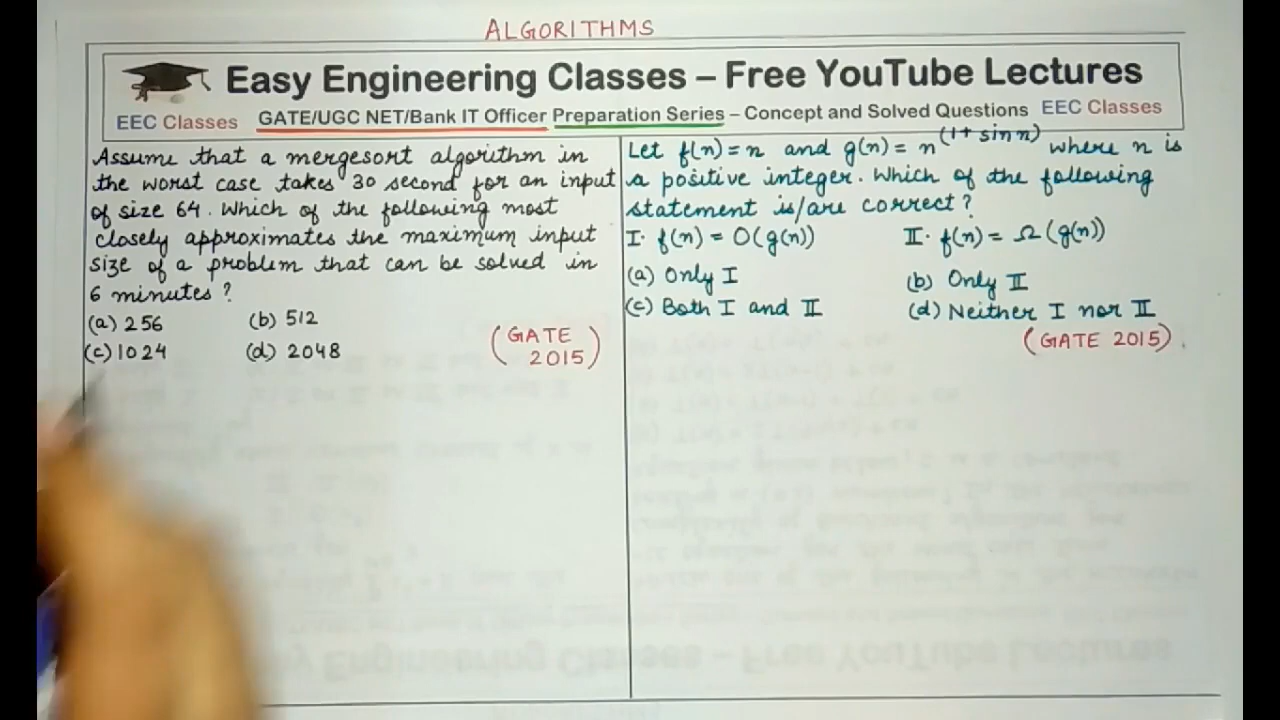 ALGORITHMS
Easy Engineering Classes – Free YouTube Lectures
EEC Classes GATE/UGC NET/Bank IT Officer Preparation Series – Concept and Solved Questions EEC Classes
Assume that a mergesort algorithm in
the worst case takes 30 second for an input
of size 64. Which of the following most
closely approximates the maximum input
size of a problem that can be solved in
6 minutes?
(a) 256 (b) 512
(c) 1024 (d) 2048
(GATE 2015)
Let f(n) = n and g(n) = n^(1+ sin n) where n is
a positive integer. Which of the following
statement is/are correct?
I. f(n) = O(g(n)) II. f(n) = Ω(g(n))
(a) Only I (b) Only II
(c) Both I and II (d) Neither I nor II
(GATE 2015).